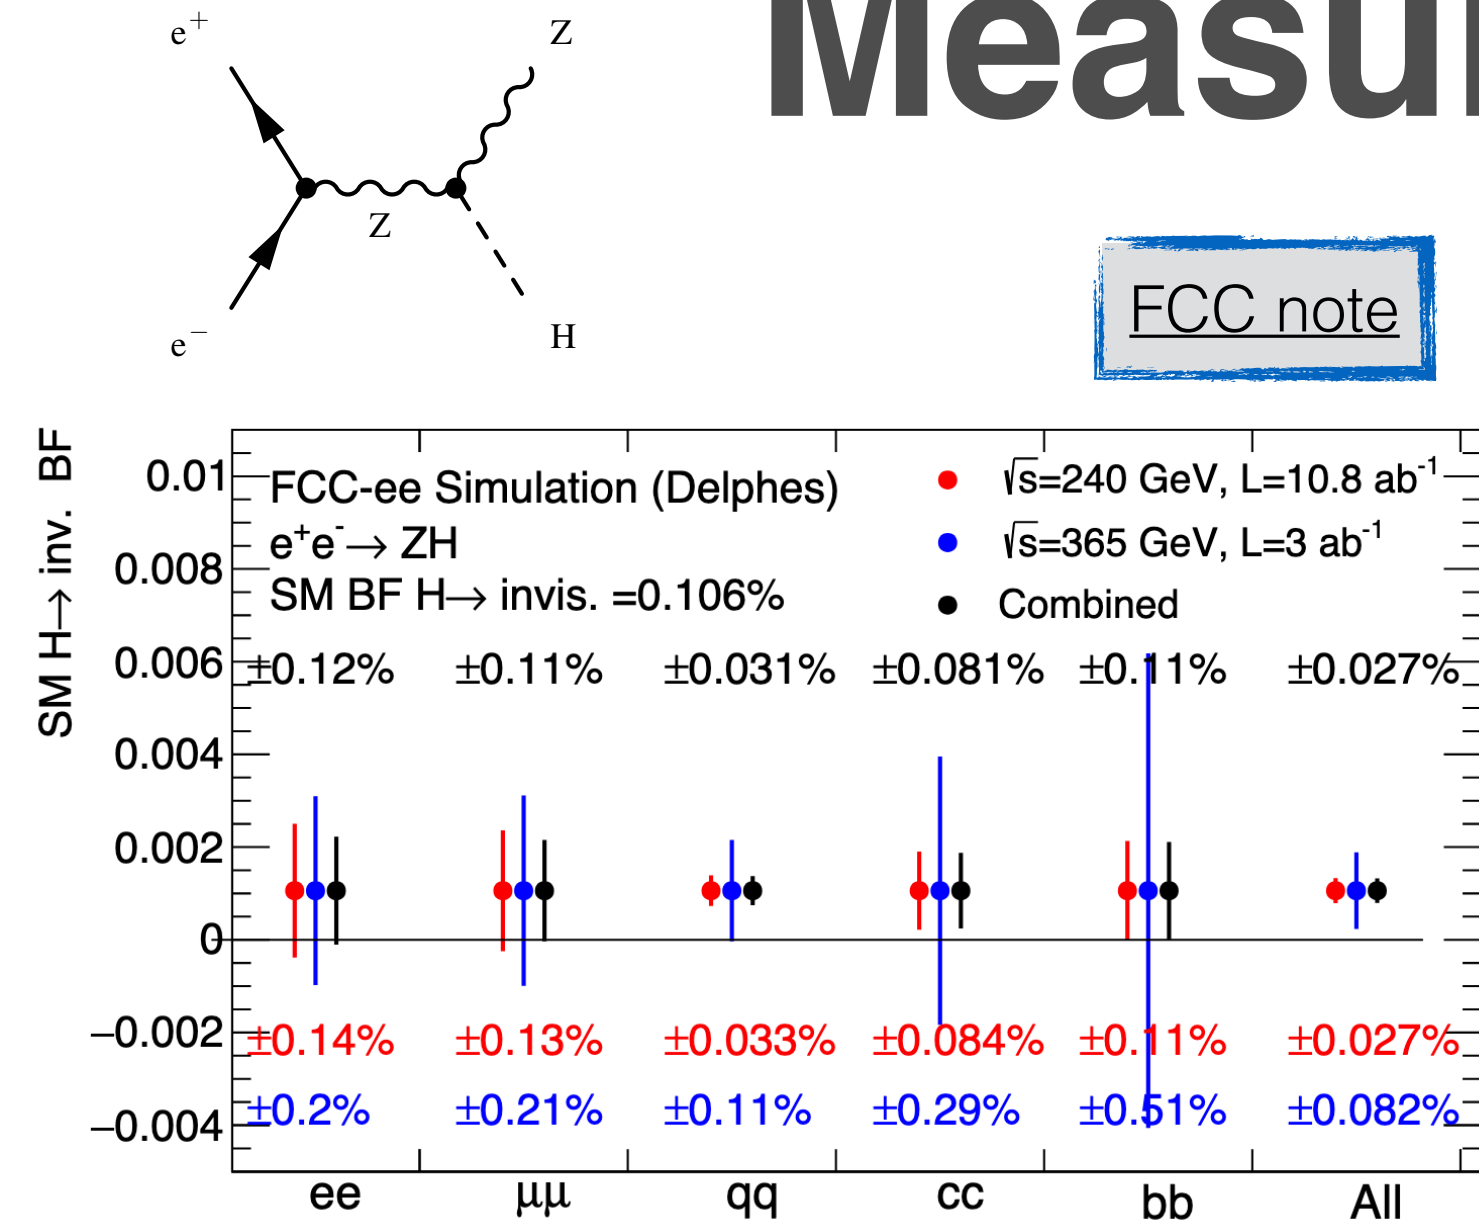 Measu
e+
Z
Z
e−
H
FCC note
SM H→ inv. BF
0.01
0.008
0.006
0.004
0.002
0
−0.002
−0.004
FCC-ee Simulation (Delphes)
e+e-→ ZH
SM BF H→ invis. =0.106%
√s=240 GeV, L=10.8 ab-1
√s=365 GeV, L=3 ab-1
Combined
±0.12% ±0.11% ±0.031% ±0.081% ±0.11% ±0.027%
±0.14% ±0.13% ±0.033% ±0.084% ±0.11% ±0.027%
±0.2% ±0.21% ±0.11% ±0.29% ±0.51% ±0.082%
ee μμ qq cc bb All